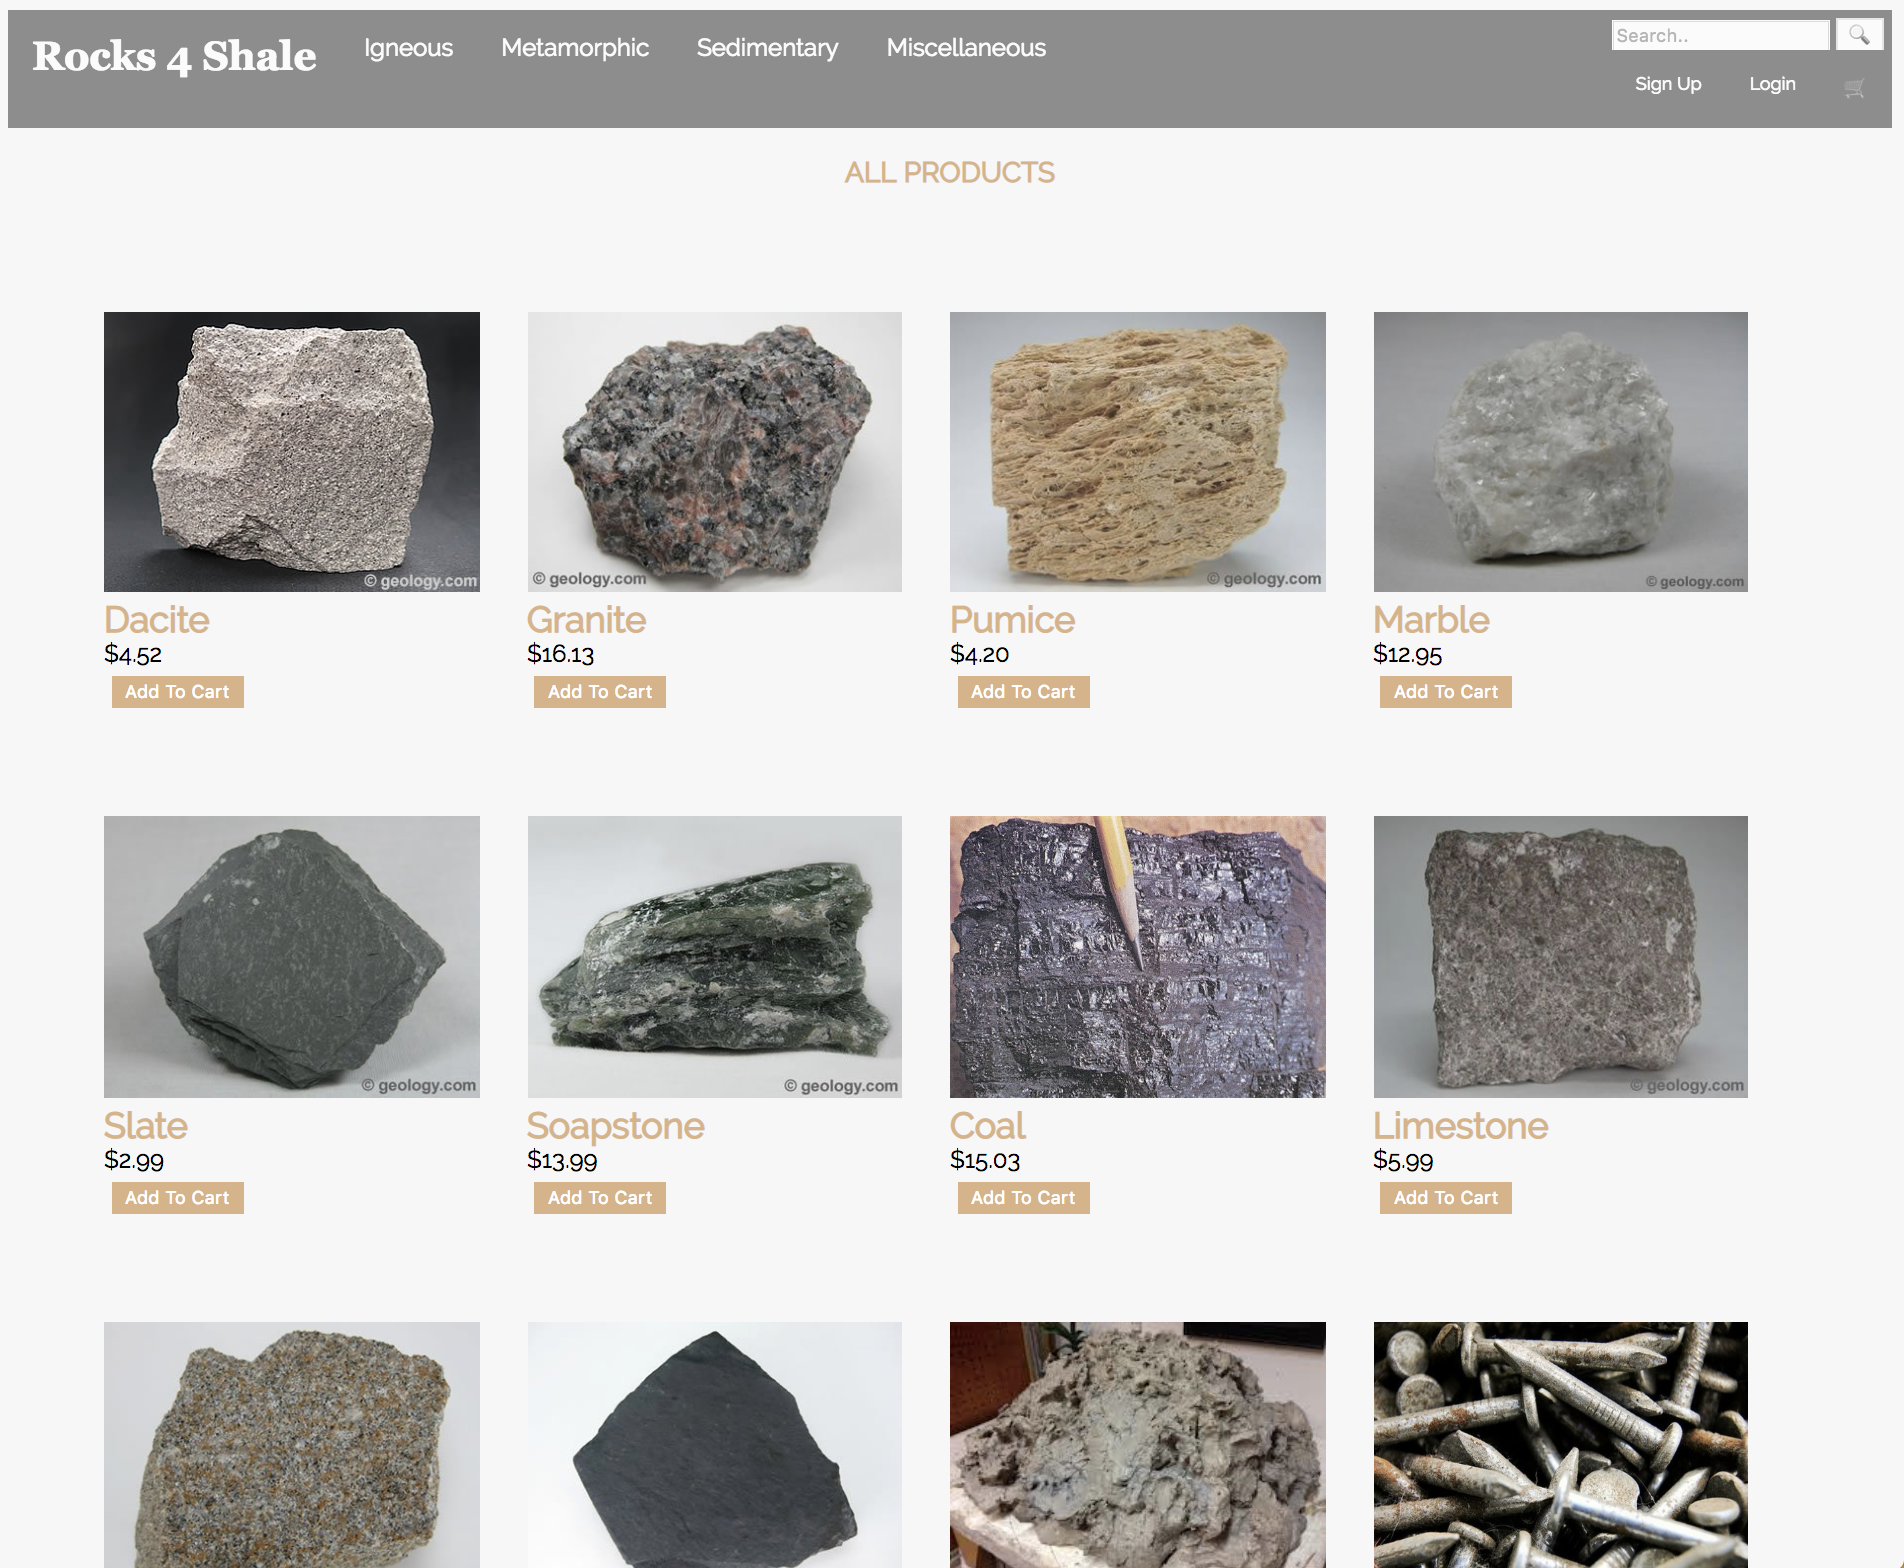 Rocks 4 Shale
Igneous Metamorphic Sedimentary Miscellaneous
Search..
Sign Up Login
ALL PRODUCTS
© geology.com © geology.com © geology.com © geology.com
Dacite Granite Pumice Marble
$4.52 $16.13 $4.20 $12.95
Add To Cart Add To Cart Add To Cart Add To Cart
© geology.com © geology.com © geology.com
Slate Soapstone Coal Limestone
$2.99 $13.99 $15.03 $5.99
Add To Cart Add To Cart Add To Cart Add To Cart